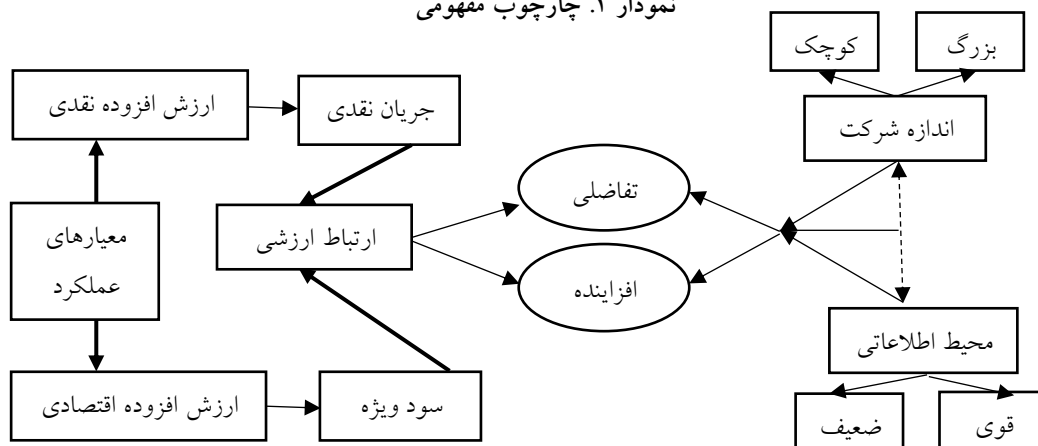 نمودار ۲. چارچوب مفهومی
کوچک
بزرگ
ارزش افزوده نقدی
جریان نقدی
اندازه شرکت
تفاضلی
معیارهای
عملکرد
ارتباط ارزشی
افزاینده
محیط اطلاعاتی
ارزش افزوده اقتصادی
سود ویژه
ضعیف
قوی